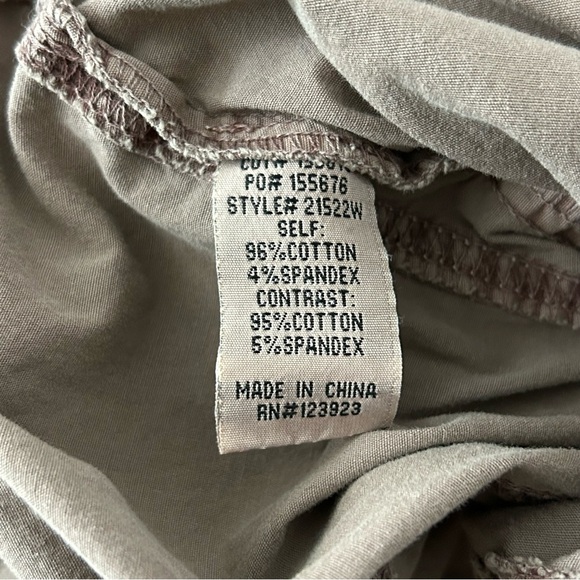 PO# 155676
STYLE# 21522W
SELF:
96%COTTON
4%SPANDEX
CONTRAST:
95%COTTON
5%SPANDEX
MADE IN CHINA
RN#123923